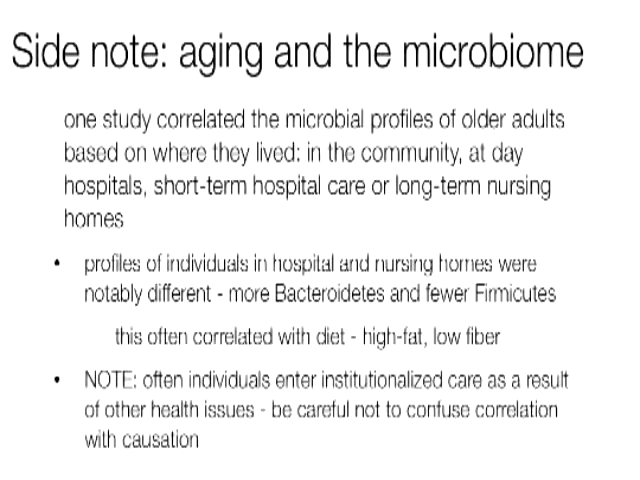 Side note: aging and the microbiome
one study correlated the microbial profiles of older adults
based on where they lived: in the community, at day
hospitals, short-term hospital care or long-term nursing
homes
• profiles of individuals in hospital and nursing homes were
notably different - more Bacteroidetes and fewer Firmicutes
this often correlated with diet - high-fat, low fiber
• NOTE: often individuals enter institutionalized care as a result
of other health issues - be careful not to confuse correlation
with causation